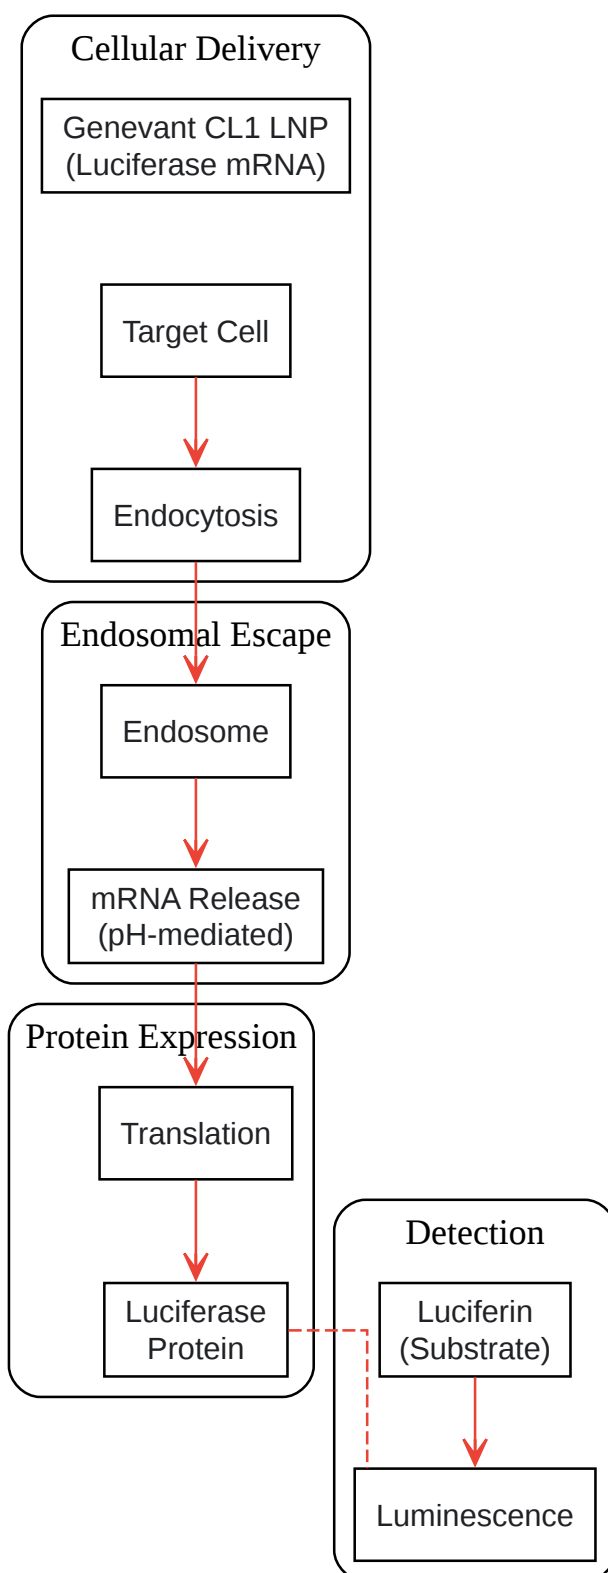 Cellular Delivery
Genevant CL1 LNP
(Luciferase mRNA)
Target Cell
Endocytosis
Endosomal Escape
Endosome
mRNA Release
(pH-mediated)
Protein Expression
Translation
Luciferase
Protein
Detection
Luciferin
(Substrate)
Luminescence